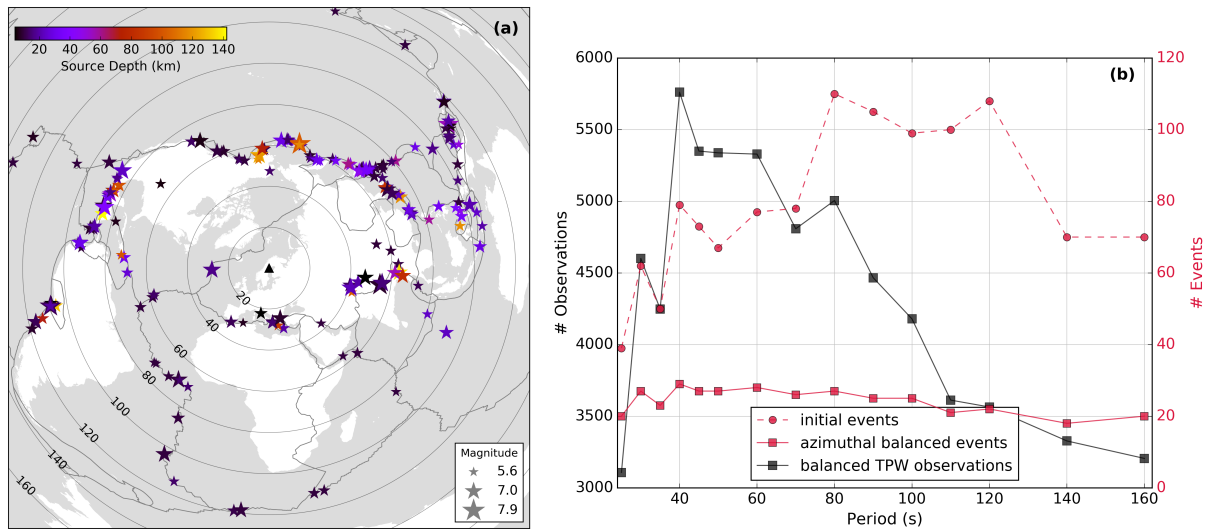 (a)
20 40 60 80 100 120 140
Source Depth (km)
20
40
60
80
100
120
140
160
Magnitude
5.6
7.0
7.9
(b)
6000
5500
5000
4500
4000
3500
3000
# Observations
120
100
80
60
40
20
0
# Events
initial events
azimuthal balanced events
balanced TPW observations
40 60 80 100 120 140 160
Period (s)